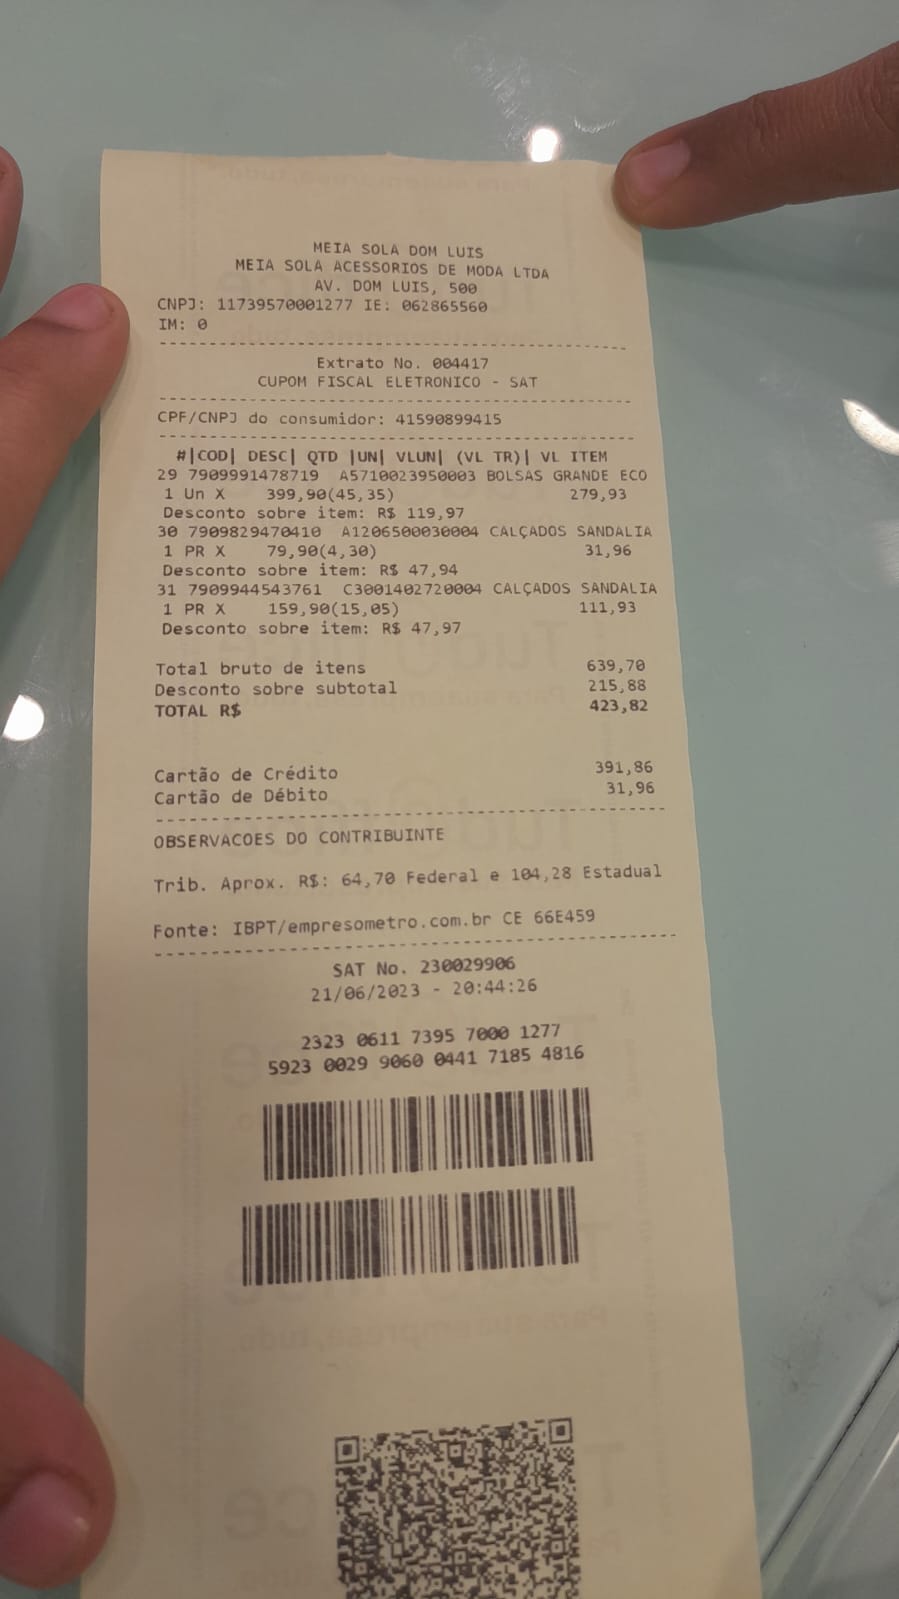 MEIA SOLA DOM LUIS
MEIA SOLA ACESSORIOS DE MODA LTDA
AV. DOM LUIS, 500
CNPJ: 11739570001277 IE: 062865560
IM: 0
Extrato No. 004417
CUPOM FISCAL ELETRONICO - SAT
CPF/CNPJ do consumidor: 41590899415
#|COD| DESC| QTD |UN| VLUN| (VL TR)| VL ITEM
29 7909991478719 A5710023950003 BOLSAS GRANDE ECO
1 Un X 399,90(45,35) 279,93
Desconto sobre item: R$ 119,97
30 7909829470410 A1206500030004 CALÇADOS SANDALIA
1 PR X 79,90(4,30) 31,96
Desconto sobre item: R$ 47,94
31 7909944543761 C3001402720004 CALÇADOS SANDALIA
1 PR X 159,90(15,05) 111,93
Desconto sobre item: R$ 47,97
Total bruto de itens 639,70
Desconto sobre subtotal 215,88
TOTAL R$ 423,82
Cartão de Crédito 391,86
Cartão de Débito 31,96
OBSERVACOES DO CONTRIBUINTE
Trib. Aprox. R$: 64,70 Federal e 104,28 Estadual
Fonte: IBPT/empresometro.com.br CE 66E459
SAT No. 230029906
21/06/2023 - 20:44:26
2323 0611 7395 7000 1277
5923 0029 9060 0441 7185 4816